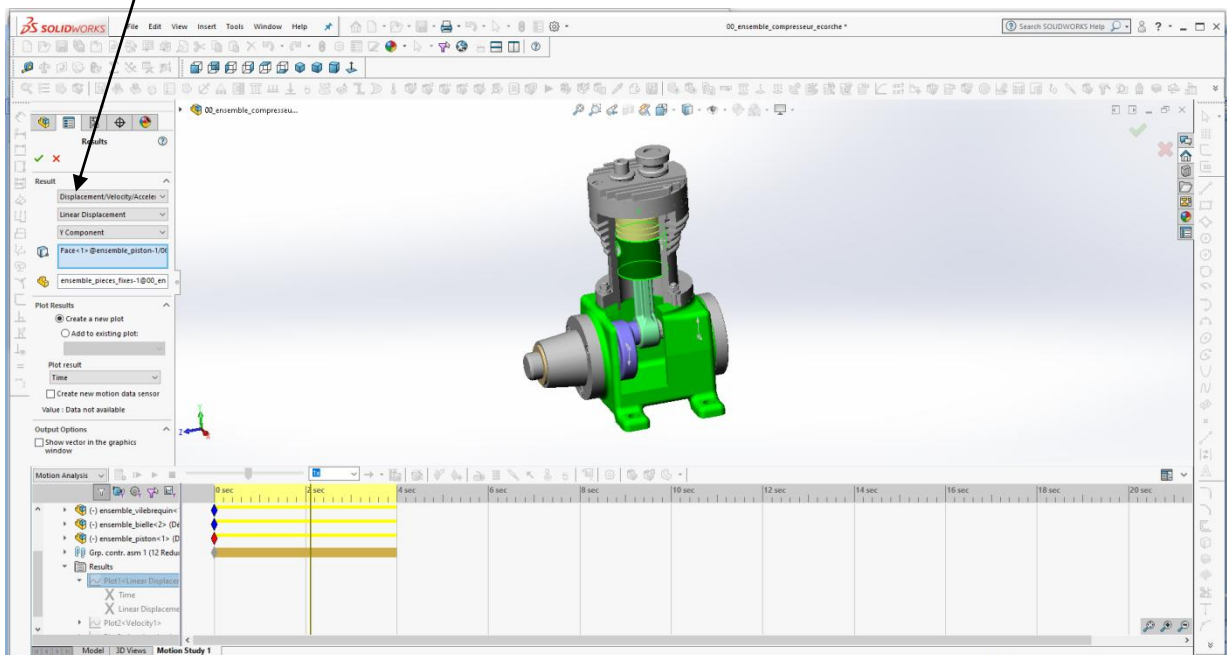 SOLIDWORKS File Edit View Insert Tools Window Help
00_ensemble_compresseur_ecorche *
Search SOLIDWORKS Help
00_ensemble_compresseu...
Results
Result
Displacement/Velocity/Acceler
Linear Displacement
Y Component
Face<1>@ensemble_piston-1/0
ensemble_pieces_fixes-1@00_en
Plot Results
Create a new plot
Add to existing plot:
Plot result
Time
Create new motion data sensor
Value : Data not available
Output Options
Show vector in the graphics
window
Z
Motion Analysis
1x
0 sec 2 sec 4 sec 6 sec 8 sec 10 sec 12 sec 14 sec 16 sec 18 sec 20 sec
(-) ensemble_vilebrequin<
(-) ensemble_bielle<2> (De
(-) ensemble_piston<1> (D
Grp. contr. asm 1 (12 Redu
Results
Plot1<Linear Displacer
Time
Linear Displaceme
Plot2<Velocity1>
Model 3D Views Motion Study 1